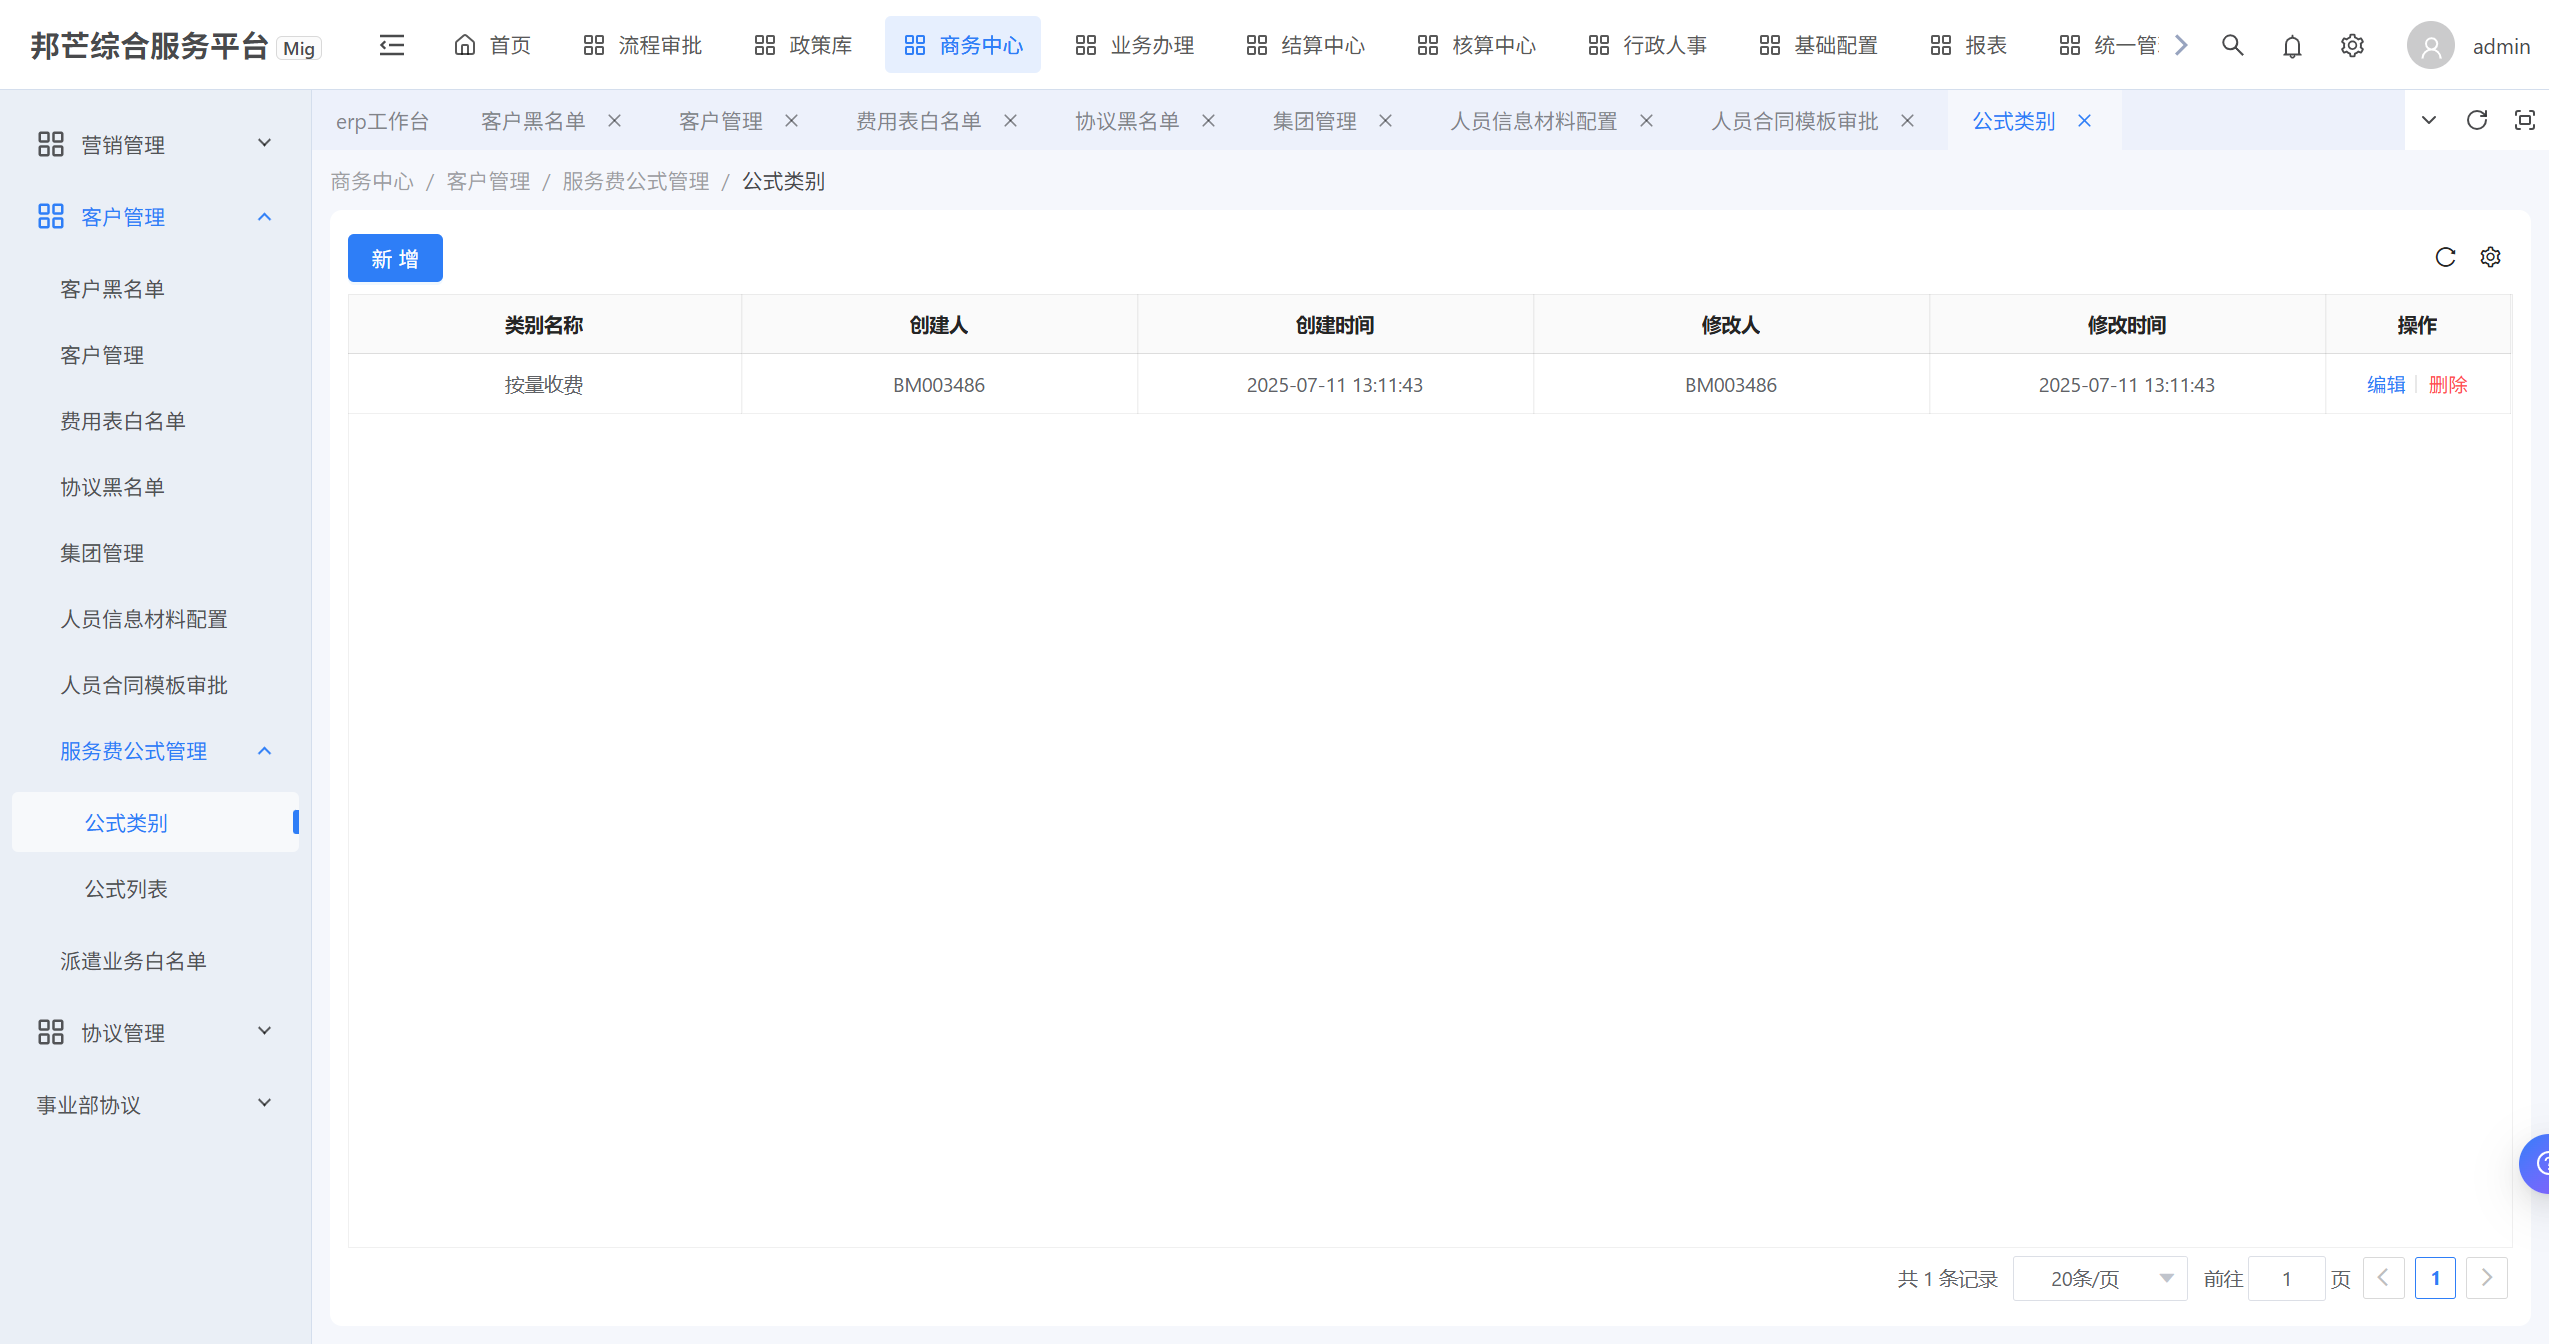 邦芒综合服务平台 Mig 首页 流程审批 政策库 商务中心 业务办理 结算中心 核算中心 行政人事 基础配置 报表 统一管 admin
erp工作台 客户黑名单 客户管理 费用表白名单 协议黑名单 集团管理 人员信息材料配置 人员合同模板审批 公式类别
商务中心 / 客户管理 / 服务费公式管理 / 公式类别
营销管理
客户管理
客户黑名单
客户管理
费用表白名单
协议黑名单
集团管理
人员信息材料配置
人员合同模板审批
服务费公式管理
公式类别
公式列表
派遣业务白名单
协议管理
事业部协议
新 增
类别名称 创建人 创建时间 修改人 修改时间 操作
按量收费 BM003486 2025-07-11 13:11:43 BM003486 2025-07-11 13:11:43 编辑 删除
共 1 条记录 20条/页 前往 1 页 1